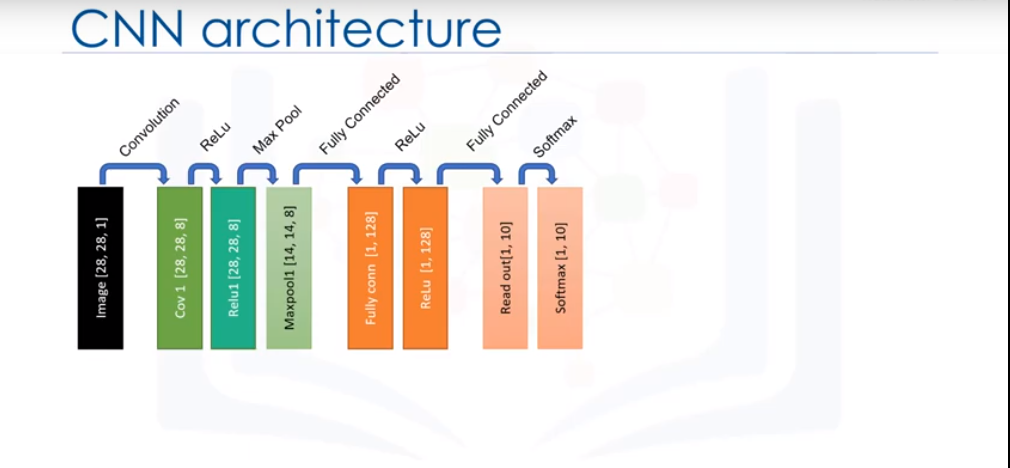 CNN architecture
Convolution
ReLu
Max Pool
Fully Connected
ReLu
Fully Connected
Softmax
Image [28, 28, 1]
Cov 1 [28, 28, 8]
Relu1 [28, 28, 8]
Maxpool1 [14, 14, 8]
Fully conn [1, 128]
ReLu [1, 128]
Read out[1, 10]
Softmax [1, 10]